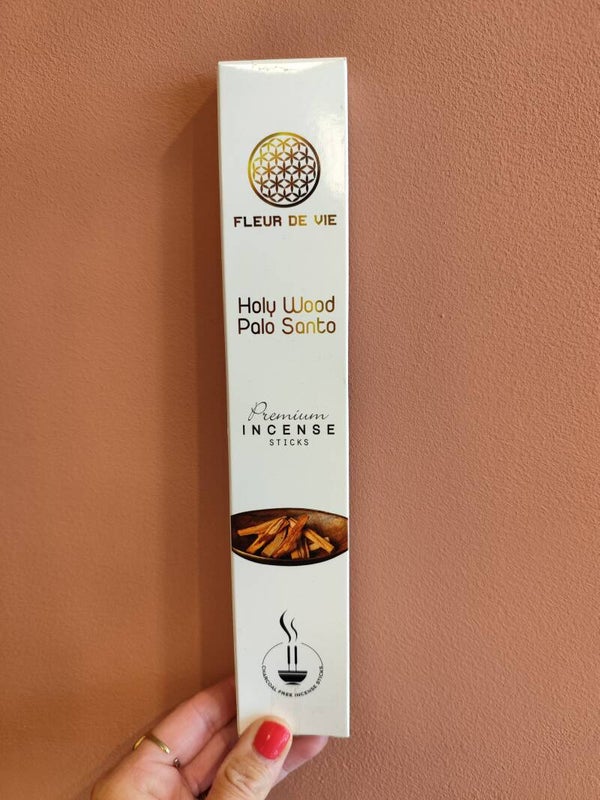 FLEUR DE VIE
Holy Wood
Palo Santo
Premium
INCENSE
STICKS
CHARCOAL FREE INCENSE STICKS